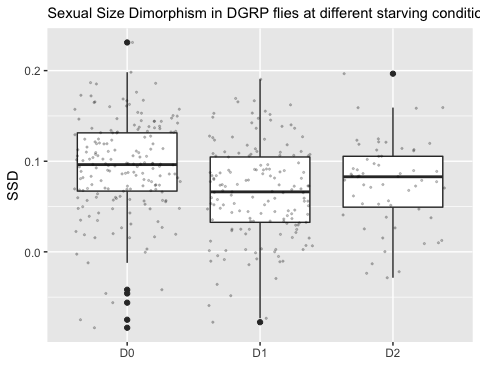 Sexual Size Dimorphism in DGRP flies at different starving conditio
0.2
0.1
0.0
SSD
D0 D1 D2